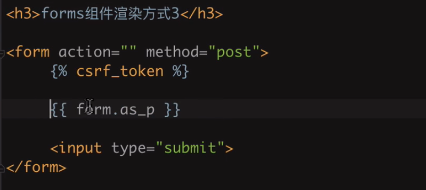 <h3>forms组件渲染方式3</h3>
<form action="" method="post">
{% csrf_token %}
{{ form.as_p }}
<input type="submit">
</form>